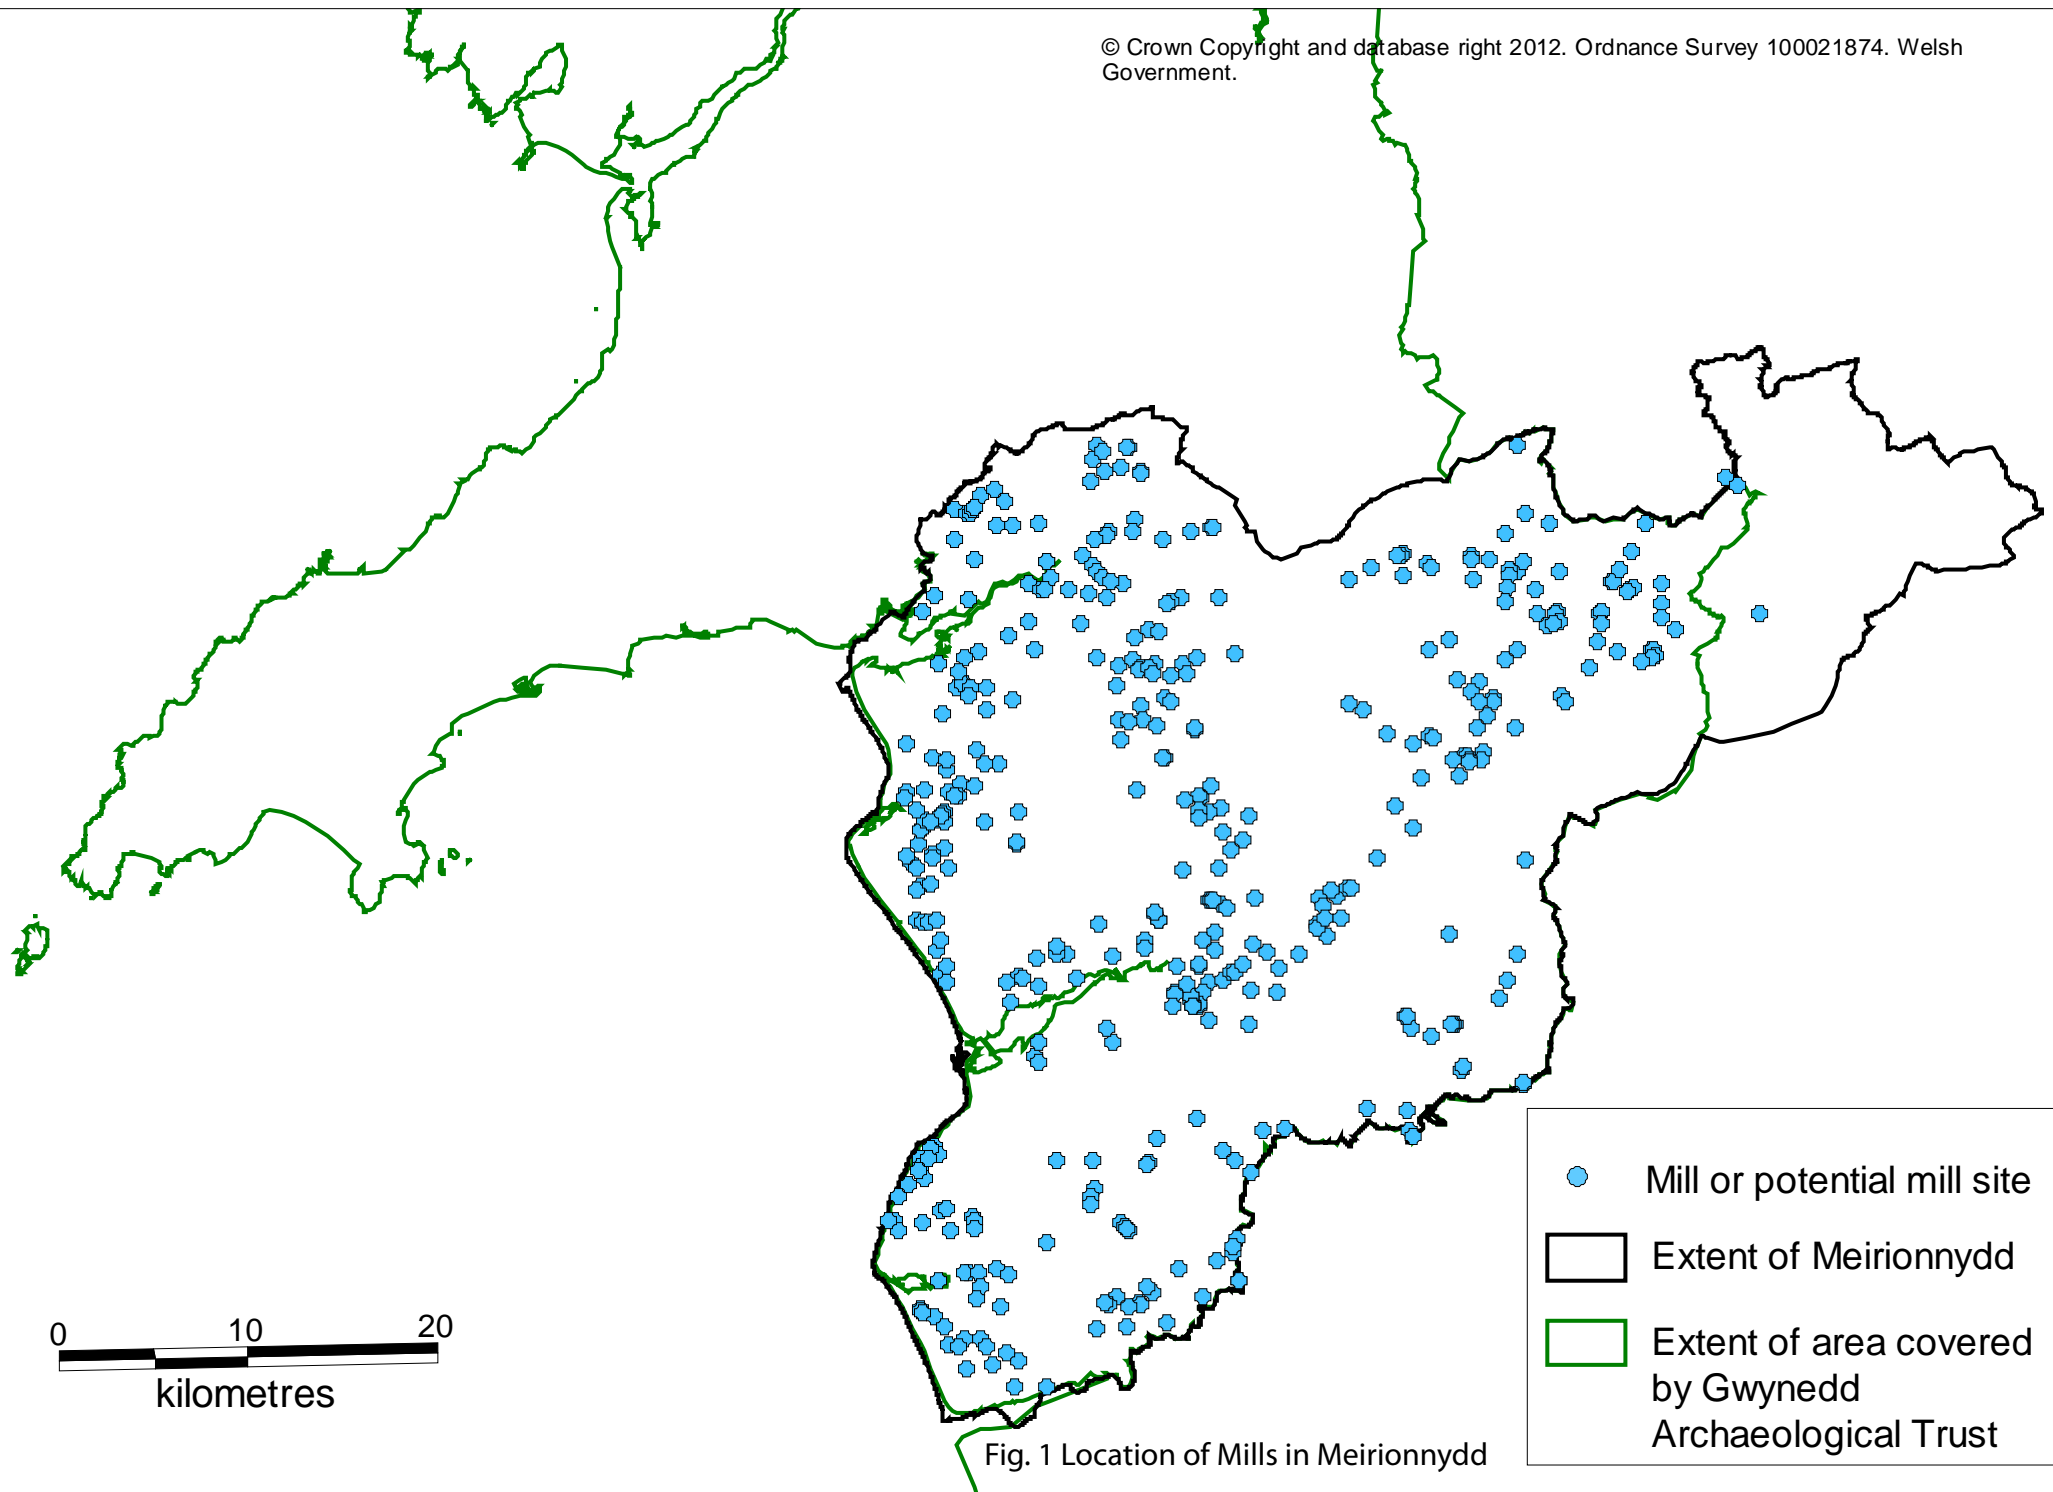 © Crown Copyright and database right 2012. Ordnance Survey 100021874. Welsh
Government.
Mill or potential mill site
Extent of Meirionnydd
Extent of area covered
by Gwynedd
Archaeological Trust
0 10 20
kilometres
Fig. 1 Location of Mills in Meirionnydd